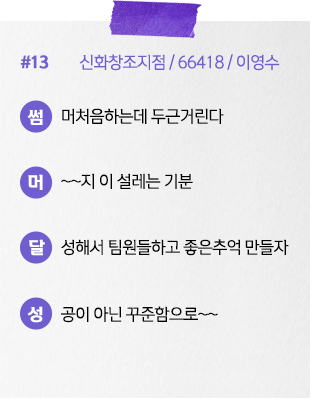 #13 신화창조지점 / 66418 / 이영수
썸 머처음하는데 두근거린다
머 ~~지 이 설레는 기분
달 성해서 팀원들하고 좋은추억 만들자
성 공이 아닌 꾸준함으로~~